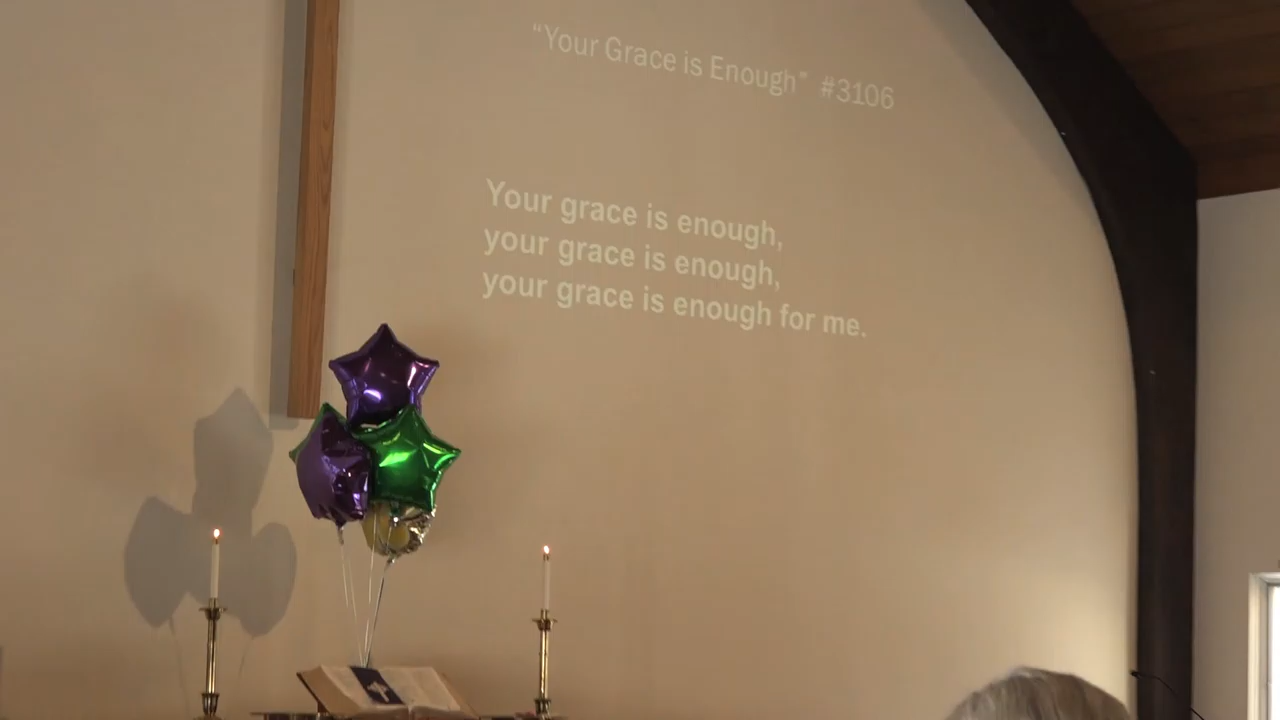 “Your Grace is Enough” #3106
Your grace is enough,
your grace is enough,
your grace is enough for me.